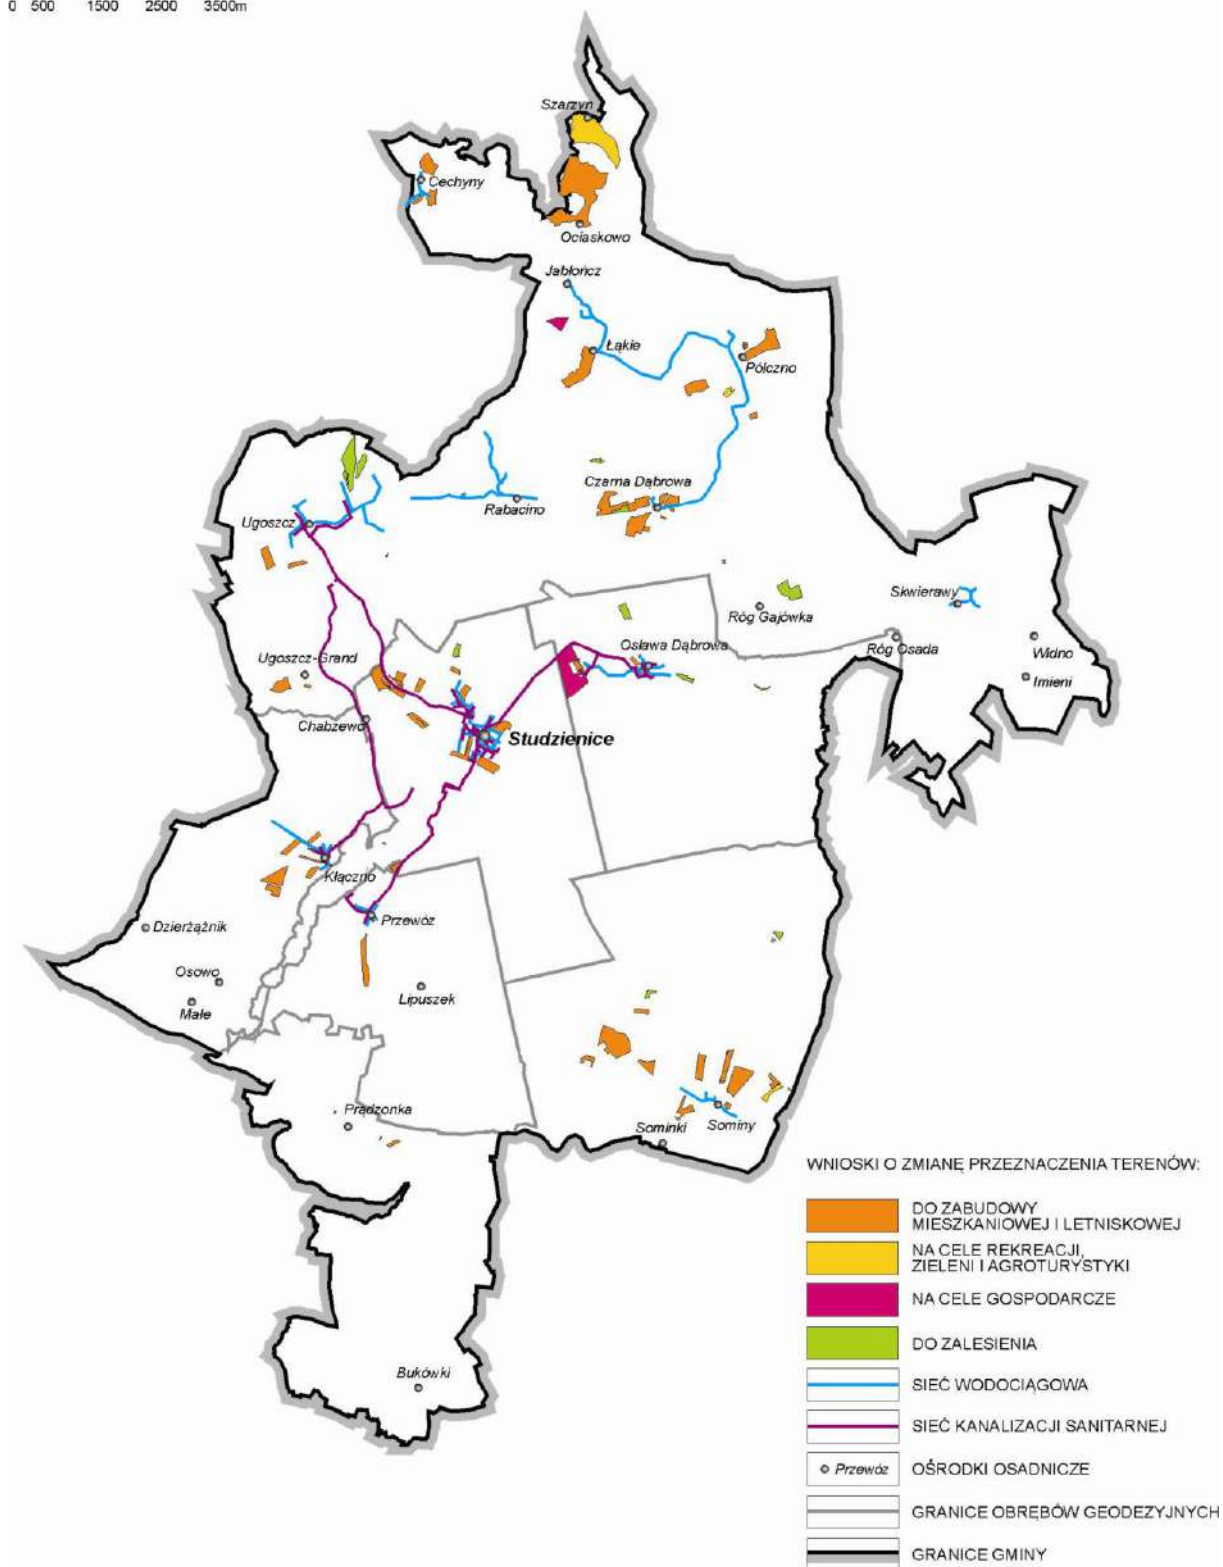 0 500 1500 2500 3500m
Szarzyn
Cechyny
Ociaskowo
Jabłończ
Łąkie
Półczno
Czarna Dąbrowa
Rabacino
Ugoszcz
Skwierawy
Róg Gajówka
Osława Dąbrowa
Róg Osada
Widno
Ugoszcz-Grand
Imieni
Chabzewo
Studzienice
Kłączno
Przewóz
Dzierżążnik
Osowo
Lipuszek
Małe
Prądzonka
Sominki
Sominy
WNIOSKI O ZMIANĘ PRZEZNACZENIA TERENÓW:
DO ZABUDOWY
MIESZKANIOWEJ I LETNISKOWEJ
NA CELE REKREACJI,
ZIELENI I AGROTURYSTYKI
NA CELE GOSPODARCZE
DO ZALESIENIA
Bukówki
SIEĆ WODOCIĄGOWA
SIEĆ KANALIZACJI SANITARNEJ
Przewóz OŚRODKI OSADNICZE
GRANICE OBRĘBÓW GEODEZYJNYCH
GRANICE GMINY